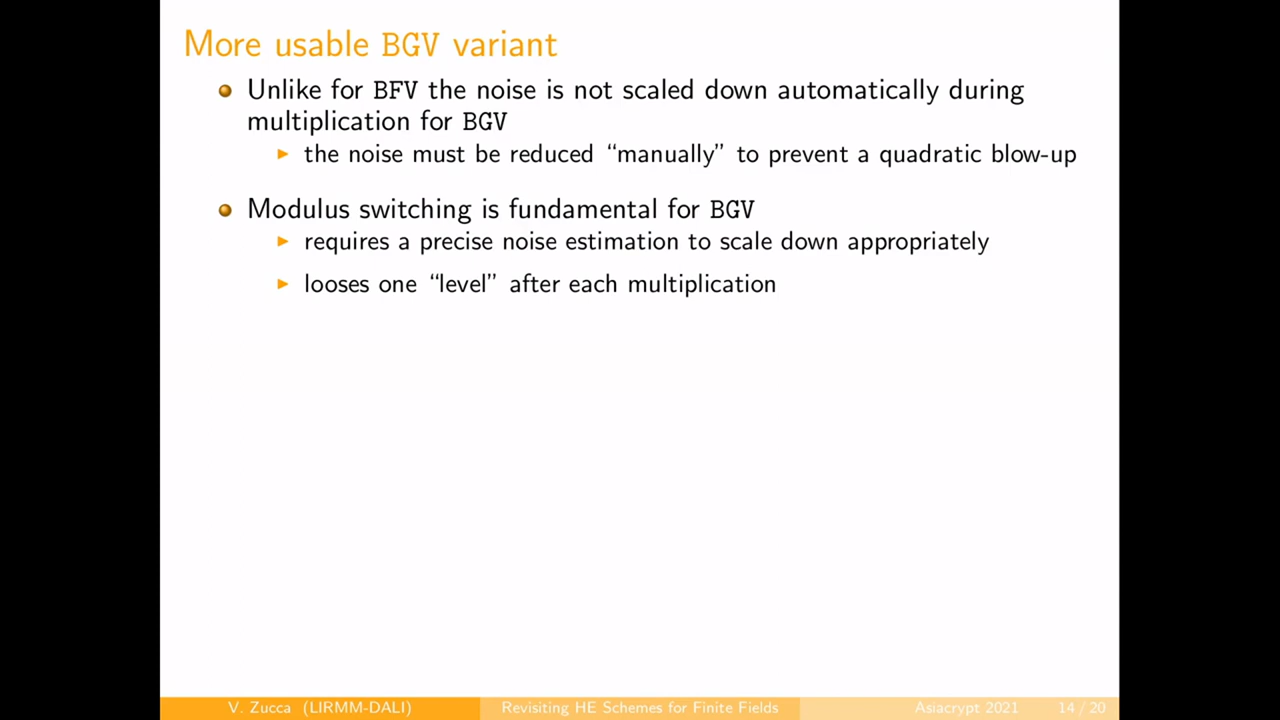 More usable BGV variant
Unlike for BFV the noise is not scaled down automatically during
multiplication for BGV
the noise must be reduced “manually” to prevent a quadratic blow-up
Modulus switching is fundamental for BGV
requires a precise noise estimation to scale down appropriately
looses one “level” after each multiplication
V. Zucca (LIRMM-DALI) Revisiting HE Schemes for Finite Fields Asiacrypt 2021 14 / 20